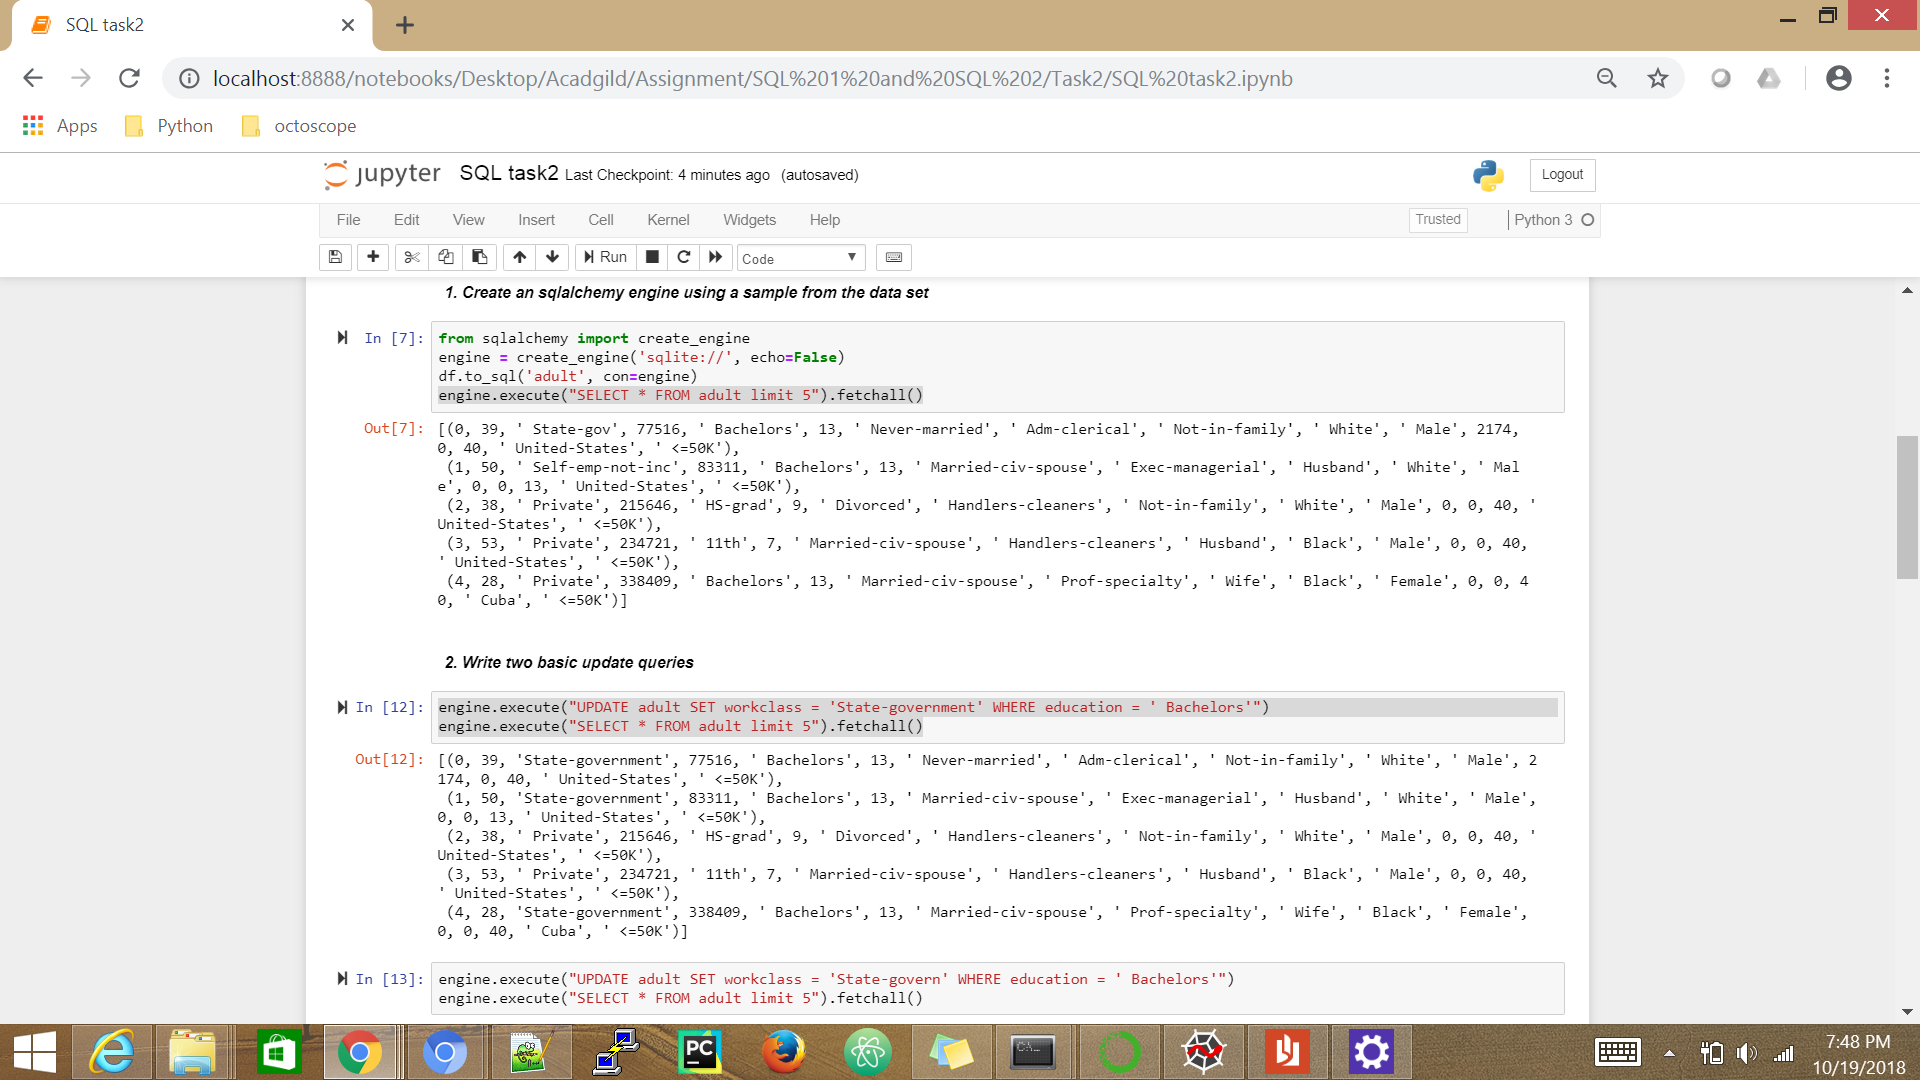 SQL task2
localhost:8888/notebooks/Desktop/Acadgild/Assignment/SQL%201%20and%20SQL%202/Task2/SQL%20task2.ipynb
Apps Python octoscope
jupyter SQL task2 Last Checkpoint: 4 minutes ago (autosaved) Logout
File Edit View Insert Cell Kernel Widgets Help Trusted Python 3
Run Code
1. Create an sqlalchemy engine using a sample from the data set
In [7]: from sqlalchemy import create_engine
engine = create_engine('sqlite://', echo=False)
df.to_sql('adult', con=engine)
engine.execute("SELECT * FROM adult limit 5").fetchall()
Out[7]: [(0, 39, ' State-gov', 77516, ' Bachelors', 13, ' Never-married', ' Adm-clerical', ' Not-in-family', ' White', ' Male', 2174,
0, 40, ' United-States', ' <=50K'),
(1, 50, ' Self-emp-not-inc', 83311, ' Bachelors', 13, ' Married-civ-spouse', ' Exec-managerial', ' Husband', ' White', ' Mal
e', 0, 0, 13, ' United-States', ' <=50K'),
(2, 38, ' Private', 215646, ' HS-grad', 9, ' Divorced', ' Handlers-cleaners', ' Not-in-family', ' White', ' Male', 0, 0, 40, '
United-States', ' <=50K'),
(3, 53, ' Private', 234721, ' 11th', 7, ' Married-civ-spouse', ' Handlers-cleaners', ' Husband', ' Black', ' Male', 0, 0, 40,
' United-States', ' <=50K'),
(4, 28, ' Private', 338409, ' Bachelors', 13, ' Married-civ-spouse', ' Prof-specialty', ' Wife', ' Black', ' Female', 0, 0, 4
0, ' Cuba', ' <=50K')]
2. Write two basic update queries
In [12]: engine.execute("UPDATE adult SET workclass = 'State-government' WHERE education = ' Bachelors'")
engine.execute("SELECT * FROM adult limit 5").fetchall()
Out[12]: [(0, 39, 'State-government', 77516, ' Bachelors', 13, ' Never-married', ' Adm-clerical', ' Not-in-family', ' White', ' Male', 2
174, 0, 40, ' United-States', ' <=50K'),
(1, 50, 'State-government', 83311, ' Bachelors', 13, ' Married-civ-spouse', ' Exec-managerial', ' Husband', ' White', ' Male',
0, 0, 13, ' United-States', ' <=50K'),
(2, 38, ' Private', 215646, ' HS-grad', 9, ' Divorced', ' Handlers-cleaners', ' Not-in-family', ' White', ' Male', 0, 0, 40, '
United-States', ' <=50K'),
(3, 53, ' Private', 234721, ' 11th', 7, ' Married-civ-spouse', ' Handlers-cleaners', ' Husband', ' Black', ' Male', 0, 0, 40,
' United-States', ' <=50K'),
(4, 28, 'State-government', 338409, ' Bachelors', 13, ' Married-civ-spouse', ' Prof-specialty', ' Wife', ' Black', ' Female',
0, 0, 40, ' Cuba', ' <=50K')]
In [13]: engine.execute("UPDATE adult SET workclass = 'State-govern' WHERE education = ' Bachelors'")
engine.execute("SELECT * FROM adult limit 5").fetchall()
PC
7:48 PM
10/19/2018